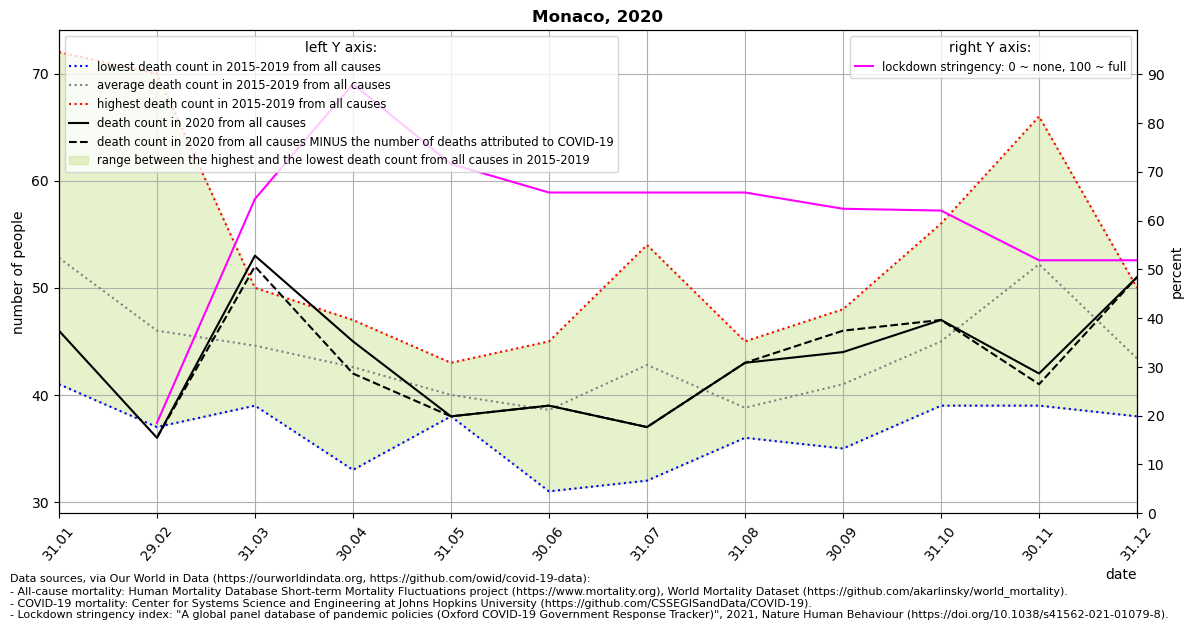 Monaco, 2020
left Y axis:
lowest death count in 2015-2019 from all causes
average death count in 2015-2019 from all causes
highest death count in 2015-2019 from all causes
death count in 2020 from all causes
death count in 2020 from all causes MINUS the number of deaths attributed to COVID-19
range between the highest and the lowest death count from all causes in 2015-2019
right Y axis:
lockdown stringency: 0 ~ none, 100 ~ full
number of people
70
60
50
40
30
percent
90
80
70
60
50
40
30
20
10
0
31.01
29.02
31.03
30.04
31.05
30.06
31.07
31.08
30.09
31.10
30.11
31.12
date
Data sources, via Our World in Data (https://ourworldindata.org, https://github.com/owid/covid-19-data):
- All-cause mortality: Human Mortality Database Short-term Mortality Fluctuations project (https://www.mortality.org), World Mortality Dataset (https://github.com/akarlinsky/world_mortality).
- COVID-19 mortality: Center for Systems Science and Engineering at Johns Hopkins University (https://github.com/CSSEGISandData/COVID-19).
- Lockdown stringency index: "A global panel database of pandemic policies (Oxford COVID-19 Government Response Tracker)", 2021, Nature Human Behaviour (https://doi.org/10.1038/s41562-021-01079-8).